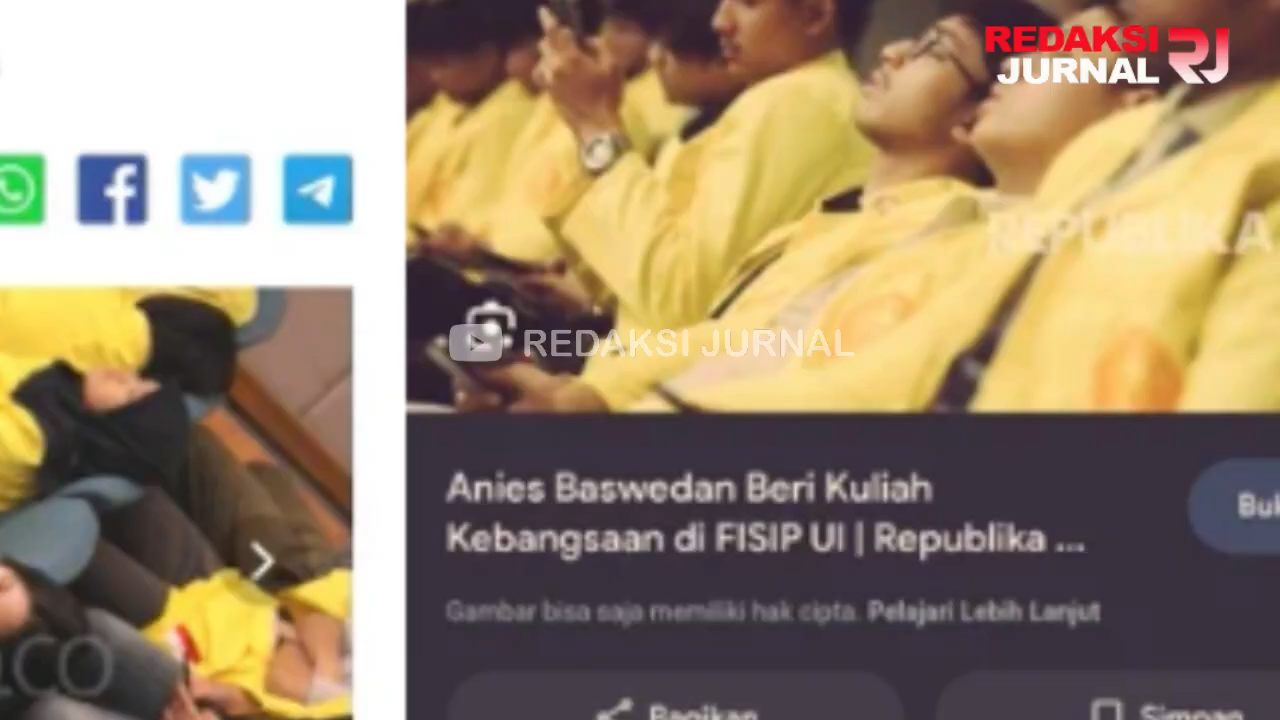 REDAKSI
JURNAL RJ
REPUBLIKA
REDAKSI JURNAL
Anies Baswedan Beri Kuliah
Kebangsaan di FISIP UI | Republika ...
Gambar bisa saja memiliki hak cipta. Pelajari Lebih Lanjut
Bagikan
Simpan